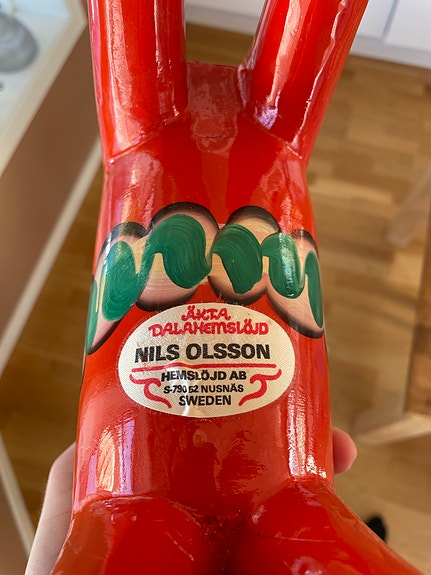 ÄKTA
DALAHEMSLÖJD
NILS OLSSON
HEMSLÖJD AB
S-790 52 NUSNÄS
SWEDEN